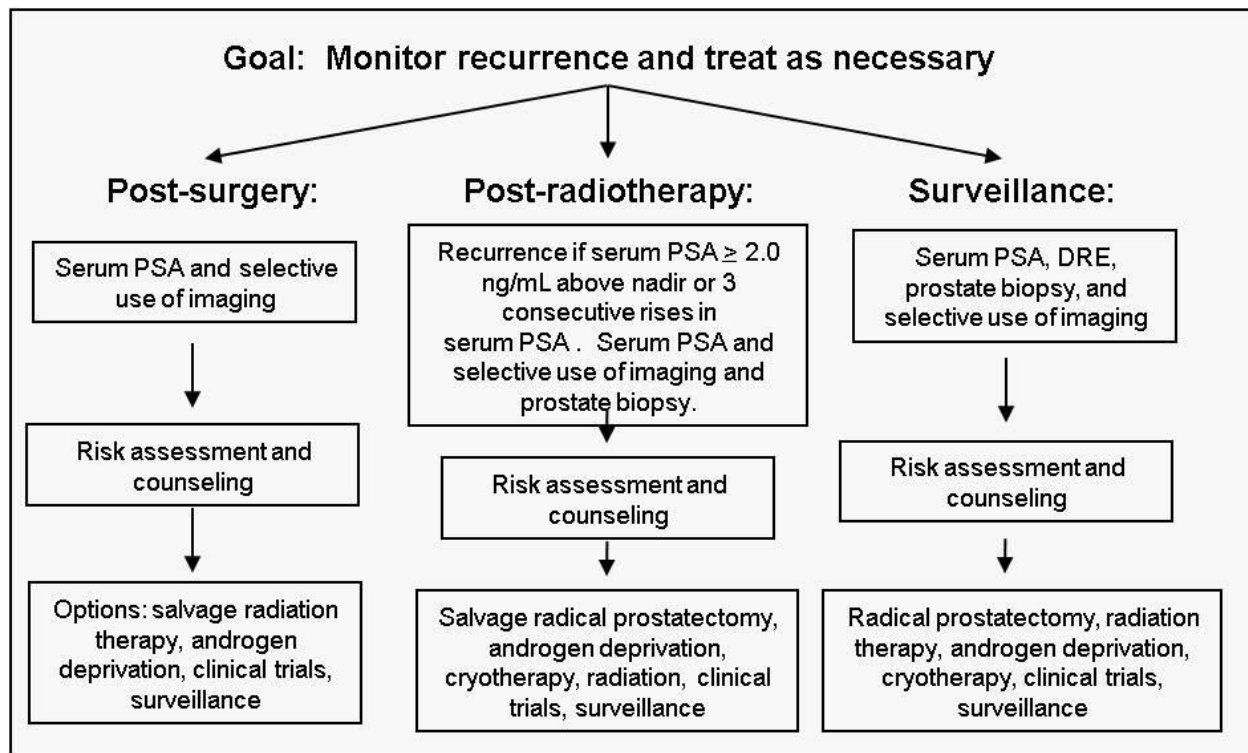 Goal: Monitor recurrence and treat as necessary
Post-surgery:
Serum PSA and selective
use of imaging
Risk assessment and
counseling
Options: salvage radiation
therapy, androgen
deprivation, clinical trials,
surveillance
Post-radiotherapy:
Recurrence if serum PSA ≥ 2.0
ng/mL above nadir or 3
consecutive rises in
serum PSA . Serum PSA and
selective use of imaging and
prostate biopsy.
Risk assessment and
counseling
Salvage radical prostatectomy,
androgen deprivation,
cryotherapy, radiation, clinical
trials, surveillance
Surveillance:
Serum PSA, DRE,
prostate biopsy, and
selective use of imaging
Risk assessment and
counseling
Radical prostatectomy, radiation
therapy, androgen deprivation,
cryotherapy, clinical trials,
surveillance